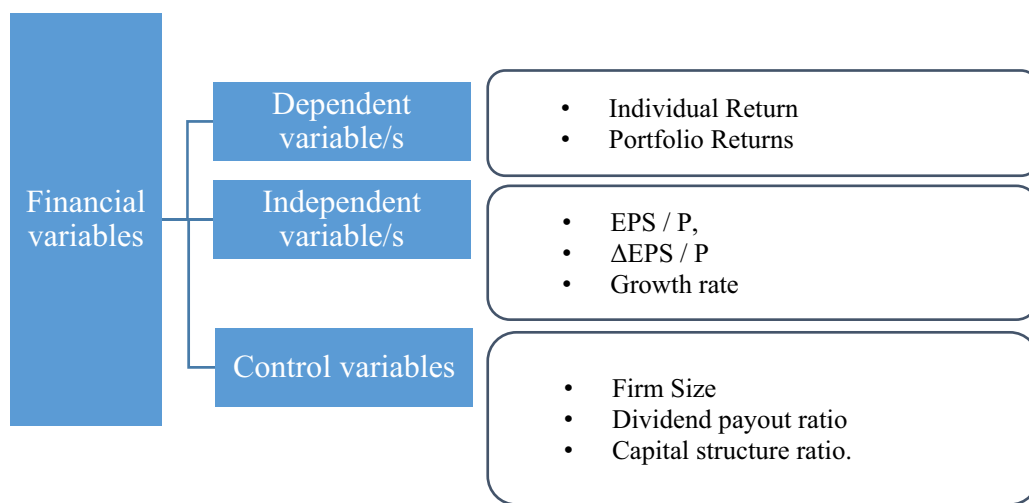 Financial
variables
Dependent
variable/s
• Individual Return
• Portfolio Returns
Independent
variable/s
• EPS / P,
• ΔEPS / P
• Growth rate
Control variables
• Firm Size
• Dividend payout ratio
• Capital structure ratio.